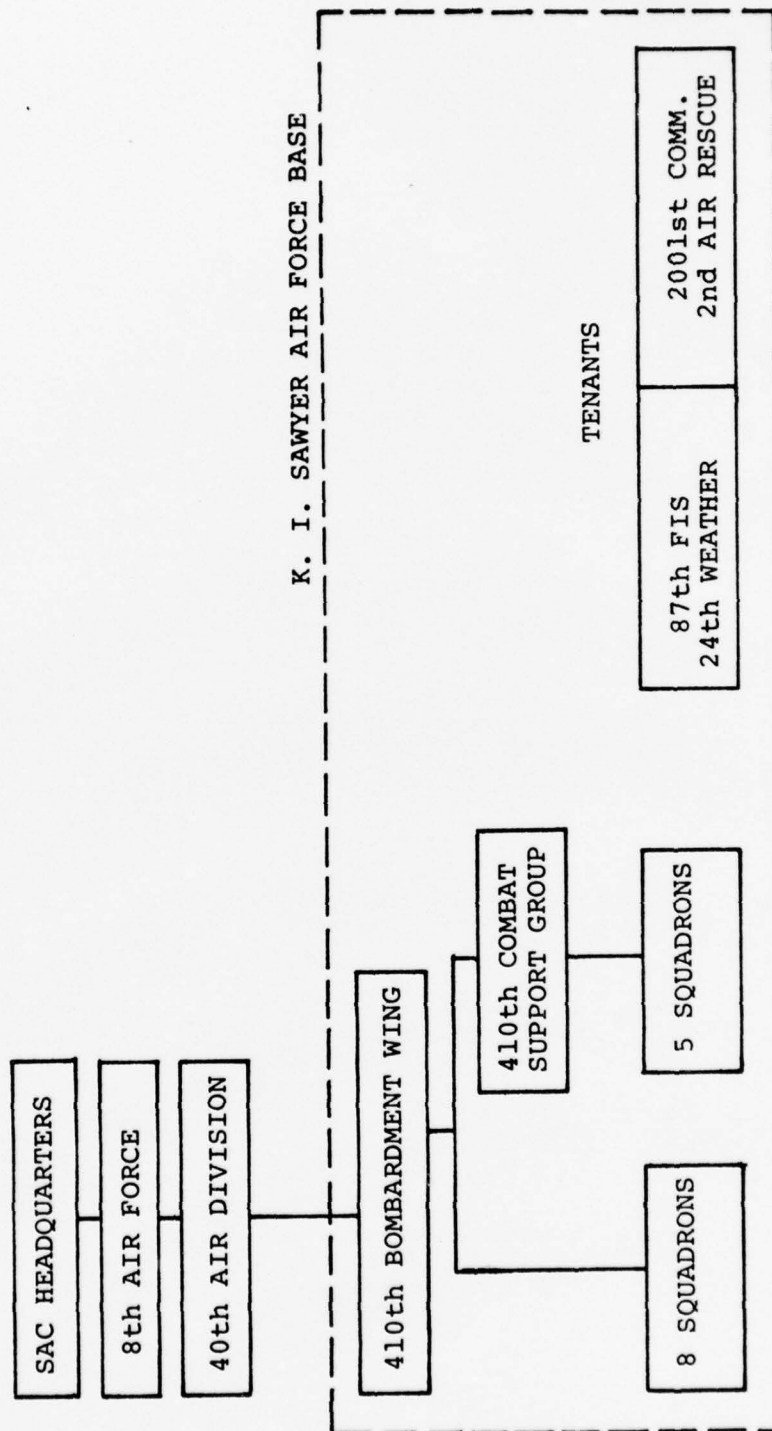 SAC HEADQUARTERS
8th AIR FORCE
40th AIR DIVISION
K. I. SAWYER AIR FORCE BASE
410th BOMBARDMENT WING
410th COMBAT
SUPPORT GROUP
8 SQUADRONS
5 SQUADRONS
TENANTS
87th FIS
24th WEATHER
2001st COMM.
2nd AIR RESCUE